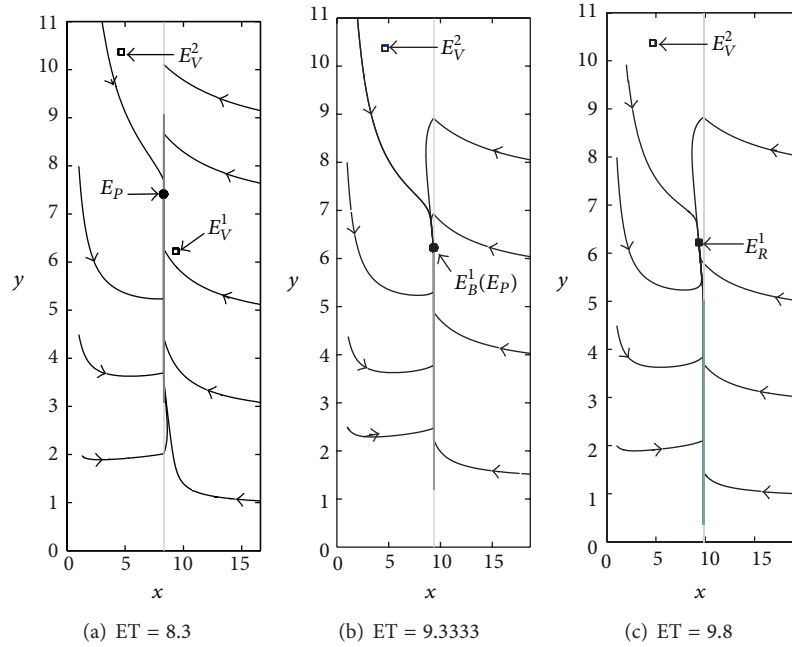 11
10
9
8
7
6
5
4
3
2
1
0
y
E_V^2
E_P
E_V^1
0 5 10 15
x
(a) ET = 8.3
11
10
9
8
7
6
5
4
3
2
1
0
y
E_V^2
E_B^1(E_P)
0 5 10 15
x
(b) ET = 9.3333
11
10
9
8
7
6
5
4
3
2
1
0
y
E_V^2
E_R^1
0 5 10 15
x
(c) ET = 9.8